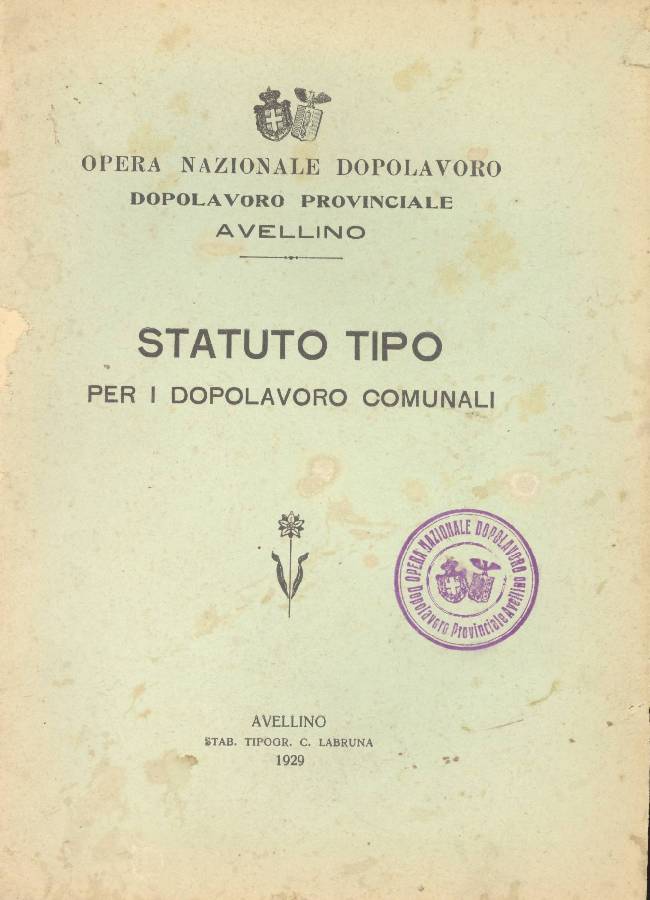 OPERA NAZIONALE DOPOLAVORO
DOPOLAVORO PROVINCIALE
AVELLINO
STATUTO TIPO
PER I DOPOLAVORO COMUNALI
OPERA NAZIONALE DOPOLAVORO
Dopolavoro Provinciale Avellino
AVELLINO
STAB. TIPOGR. C. LABRUNA
1929